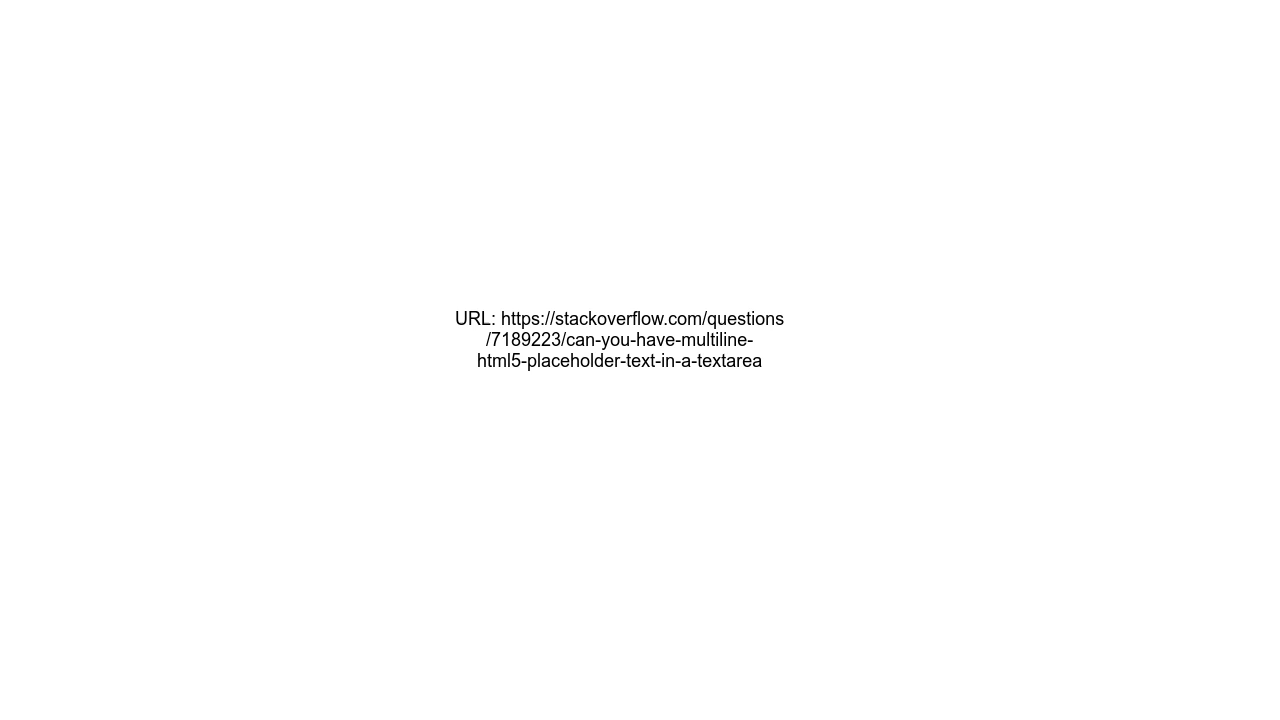 URL: https://stackoverflow.com/questions
/7189223/can-you-have-multiline-
html5-placeholder-text-in-a-textarea